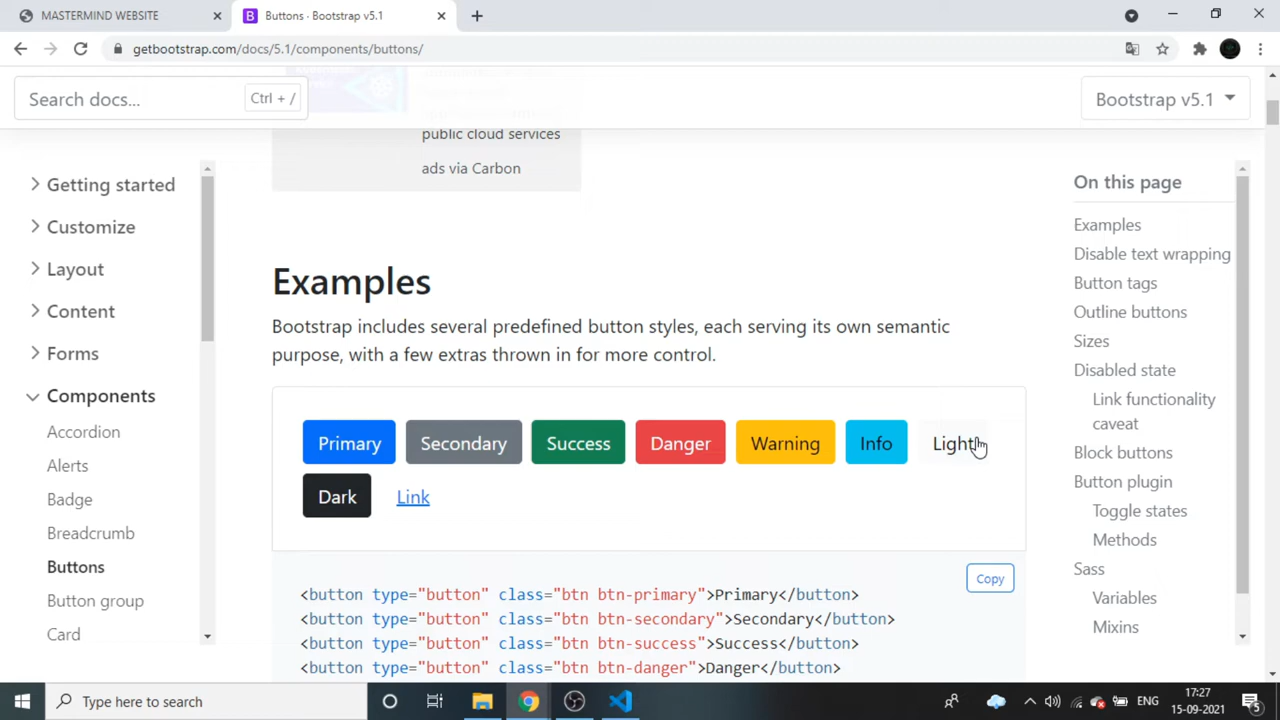 MASTERMIND WEBSITE
Buttons · Bootstrap v5.1
getbootstrap.com/docs/5.1/components/buttons/
Search docs...
Ctrl + /
Bootstrap v5.1
public cloud services
ads via Carbon
Getting started
Customize
Layout
Content
Forms
Components
Accordion
Alerts
Badge
Breadcrumb
Buttons
Button group
Card
Examples
Bootstrap includes several predefined button styles, each serving its own semantic
purpose, with a few extras thrown in for more control.
Primary
Secondary
Success
Danger
Warning
Info
Light
Dark
Link
Copy
<button type="button" class="btn btn-primary">Primary</button>
<button type="button" class="btn btn-secondary">Secondary</button>
<button type="button" class="btn btn-success">Success</button>
<button type="button" class="btn btn-danger">Danger</button>
On this page
Examples
Disable text wrapping
Button tags
Outline buttons
Sizes
Disabled state
Link functionality
caveat
Block buttons
Button plugin
Toggle states
Methods
Sass
Variables
Mixins
Type here to search
ENG
17:27
15-09-2021
5